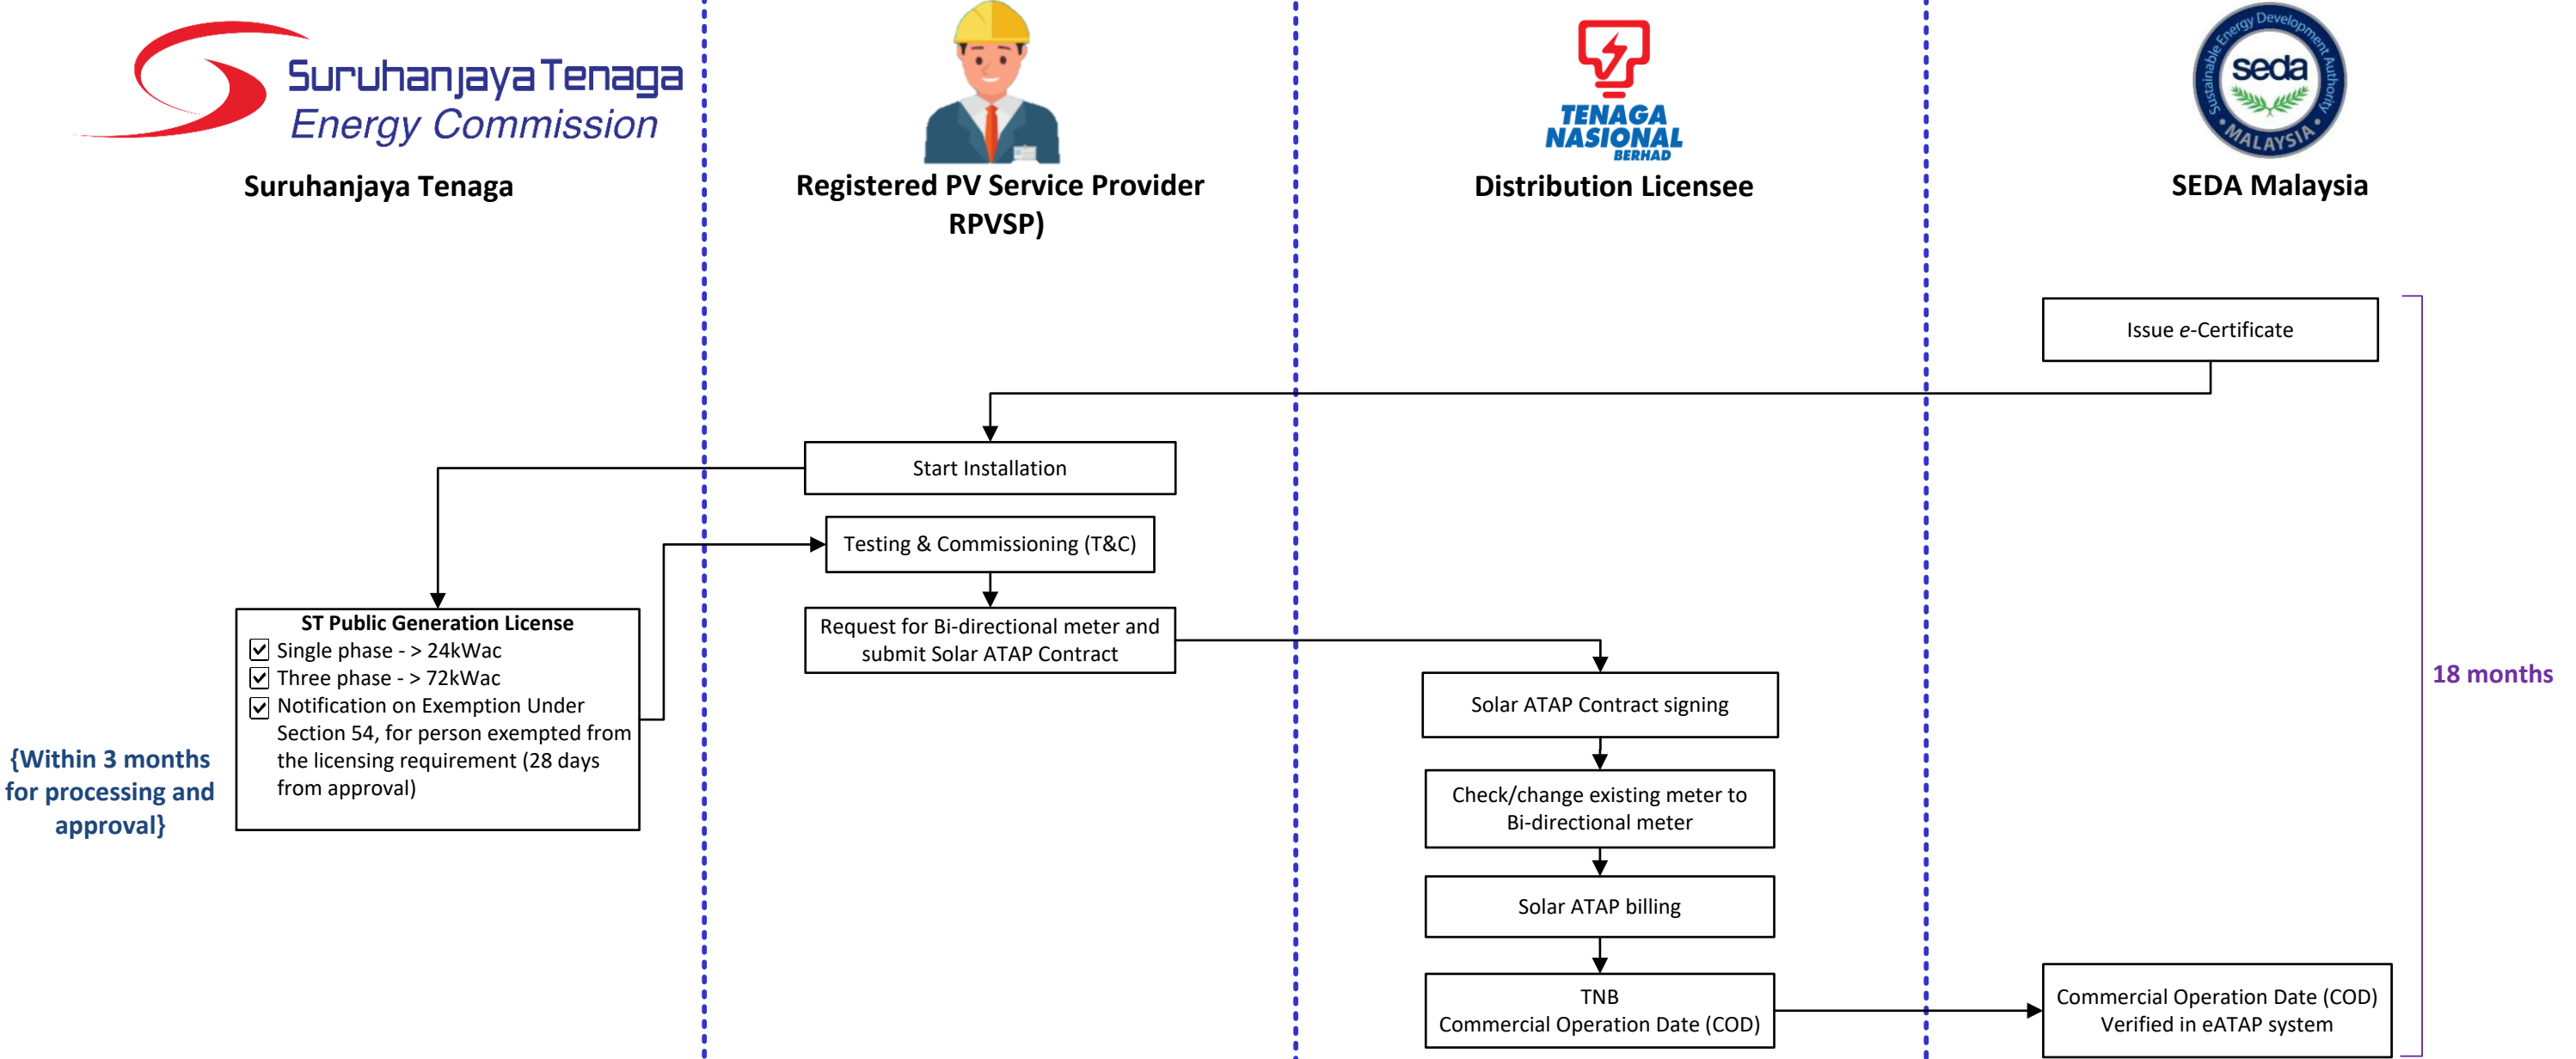 Suruhanjaya Tenaga
Energy Commission
Suruhanjaya Tenaga
Registered PV Service Provider
RPVSP)
TENAGA
NASIONAL
BERHAD
Distribution Licensee
Sustainable Energy Development Authority
seda
• MALAYSIA •
SEDA Malaysia
Issue e-Certificate
Start Installation
Testing & Commissioning (T&C)
Request for Bi-directional meter and
submit Solar ATAP Contract
ST Public Generation License
Single phase - > 24kWac
Three phase - > 72kWac
Notification on Exemption Under
Section 54, for person exempted from
the licensing requirement (28 days
from approval)
{Within 3 months
for processing and
approval}
Solar ATAP Contract signing
Check/change existing meter to
Bi-directional meter
Solar ATAP billing
TNB
Commercial Operation Date (COD)
Commercial Operation Date (COD)
Verified in eATAP system
18 months